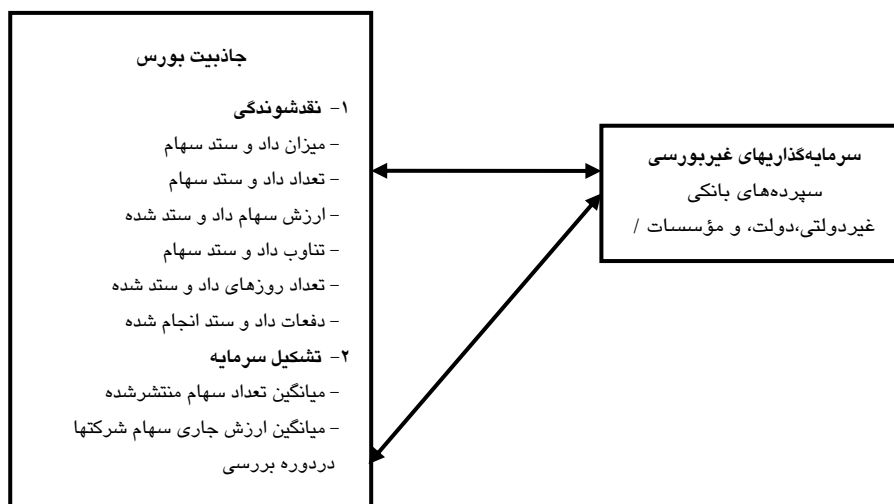 جاذبیت بورس
۱- نقدشوندگی
- میزان داد و ستد سهام
- تعداد داد و ستد سهام
- ارزش سهام داد و ستد شده
- تناوب داد و ستد سهام
- تعداد روزهای داد و ستد شده
- دفعات داد و ستد انجام شده
۲- تشکیل سرمایه
- میانگین تعداد سهام منتشرشده
- میانگین ارزش جاری سهام شرکتها
دردوره بررسی
سرمایه‌گذاریهای غیربورسی
سپرده‌های بانکی
غیردولتی،دولت، و مؤسسات /